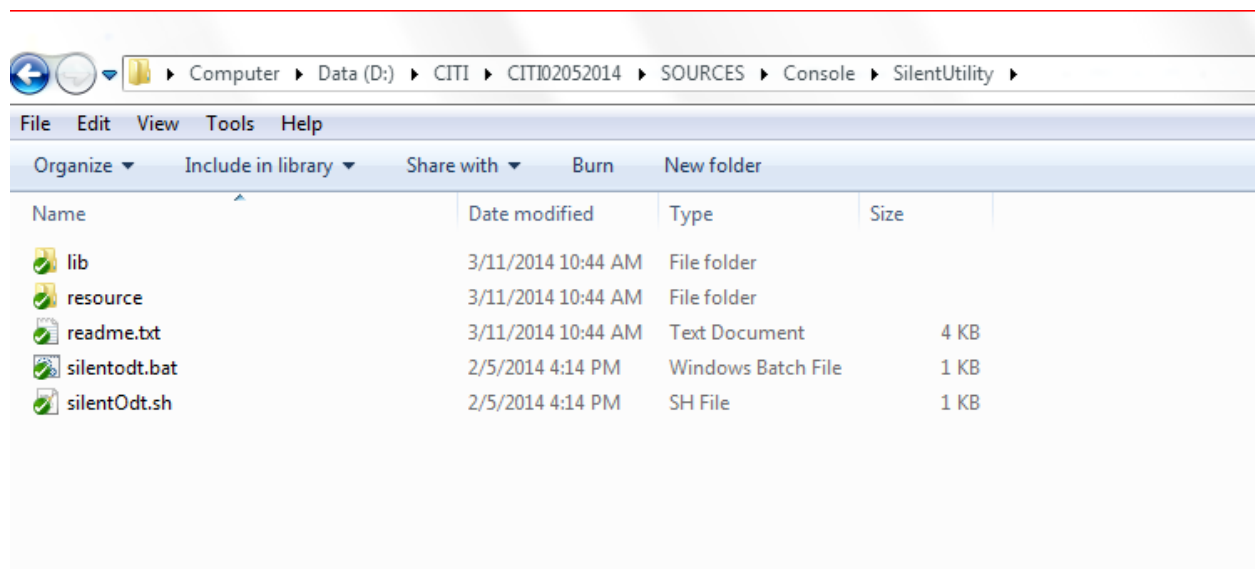 Computer Data (D:) CITI CITI02052014 SOURCES Console SilentUtility
File Edit View Tools Help
Organize Include in library Share with Burn New folder
Name Date modified Type Size
lib 3/11/2014 10:44 AM File folder
resource 3/11/2014 10:44 AM File folder
readme.txt 3/11/2014 10:44 AM Text Document 4 KB
silentodt.bat 2/5/2014 4:14 PM Windows Batch File 1 KB
silentOdt.sh 2/5/2014 4:14 PM SH File 1 KB